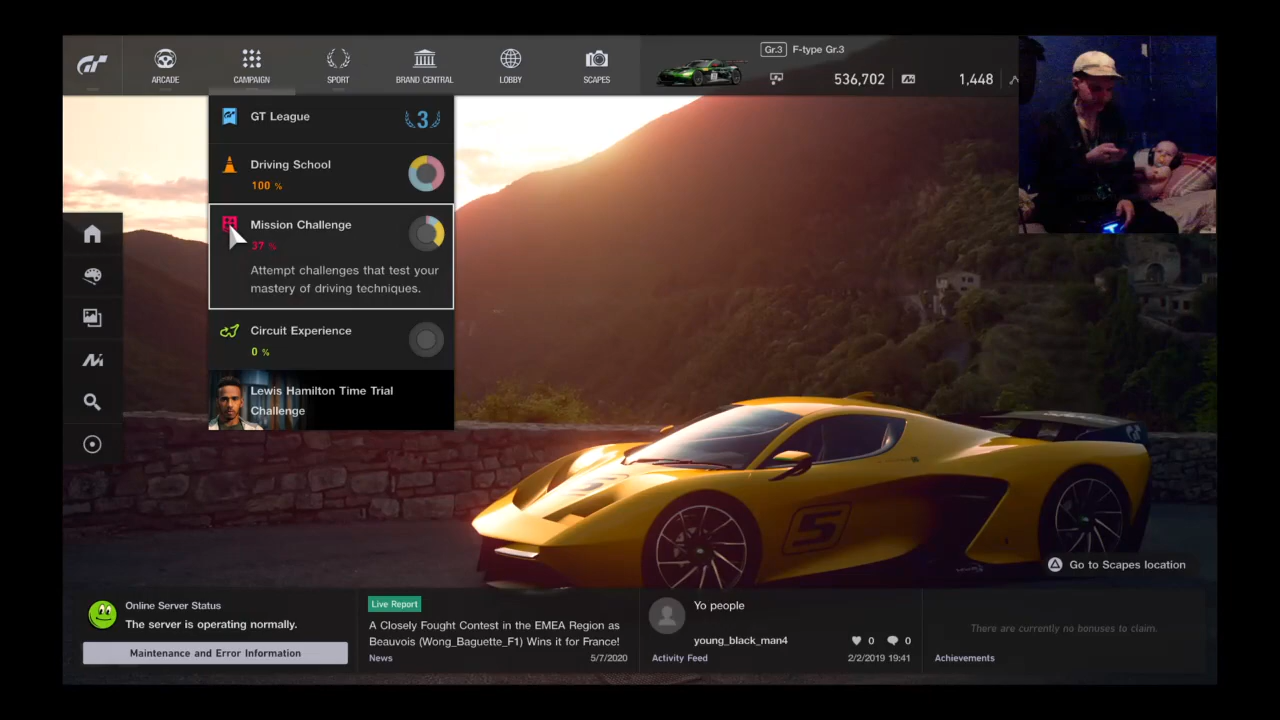 ARCADE
CAMPAIGN
SPORT
BRAND CENTRAL
LOBBY
SCAPES
Gr.3 F-type Gr.3
536,702
1,448
GT League
3
Driving School
100 %
Mission Challenge
37 %
Attempt challenges that test your
mastery of driving techniques.
Circuit Experience
0 %
Lewis Hamilton Time Trial
Challenge
5
Go to Scapes location
Online Server Status
The server is operating normally.
Maintenance and Error Information
Live Report
A Closely Fought Contest in the EMEA Region as
Beauvois (Wong_Baguette_F1) Wins it for France!
News 5/7/2020
Yo people
young_black_man4 0 0
Activity Feed 2/2/2019 19:41
There are currently no bonuses to claim.
Achievements